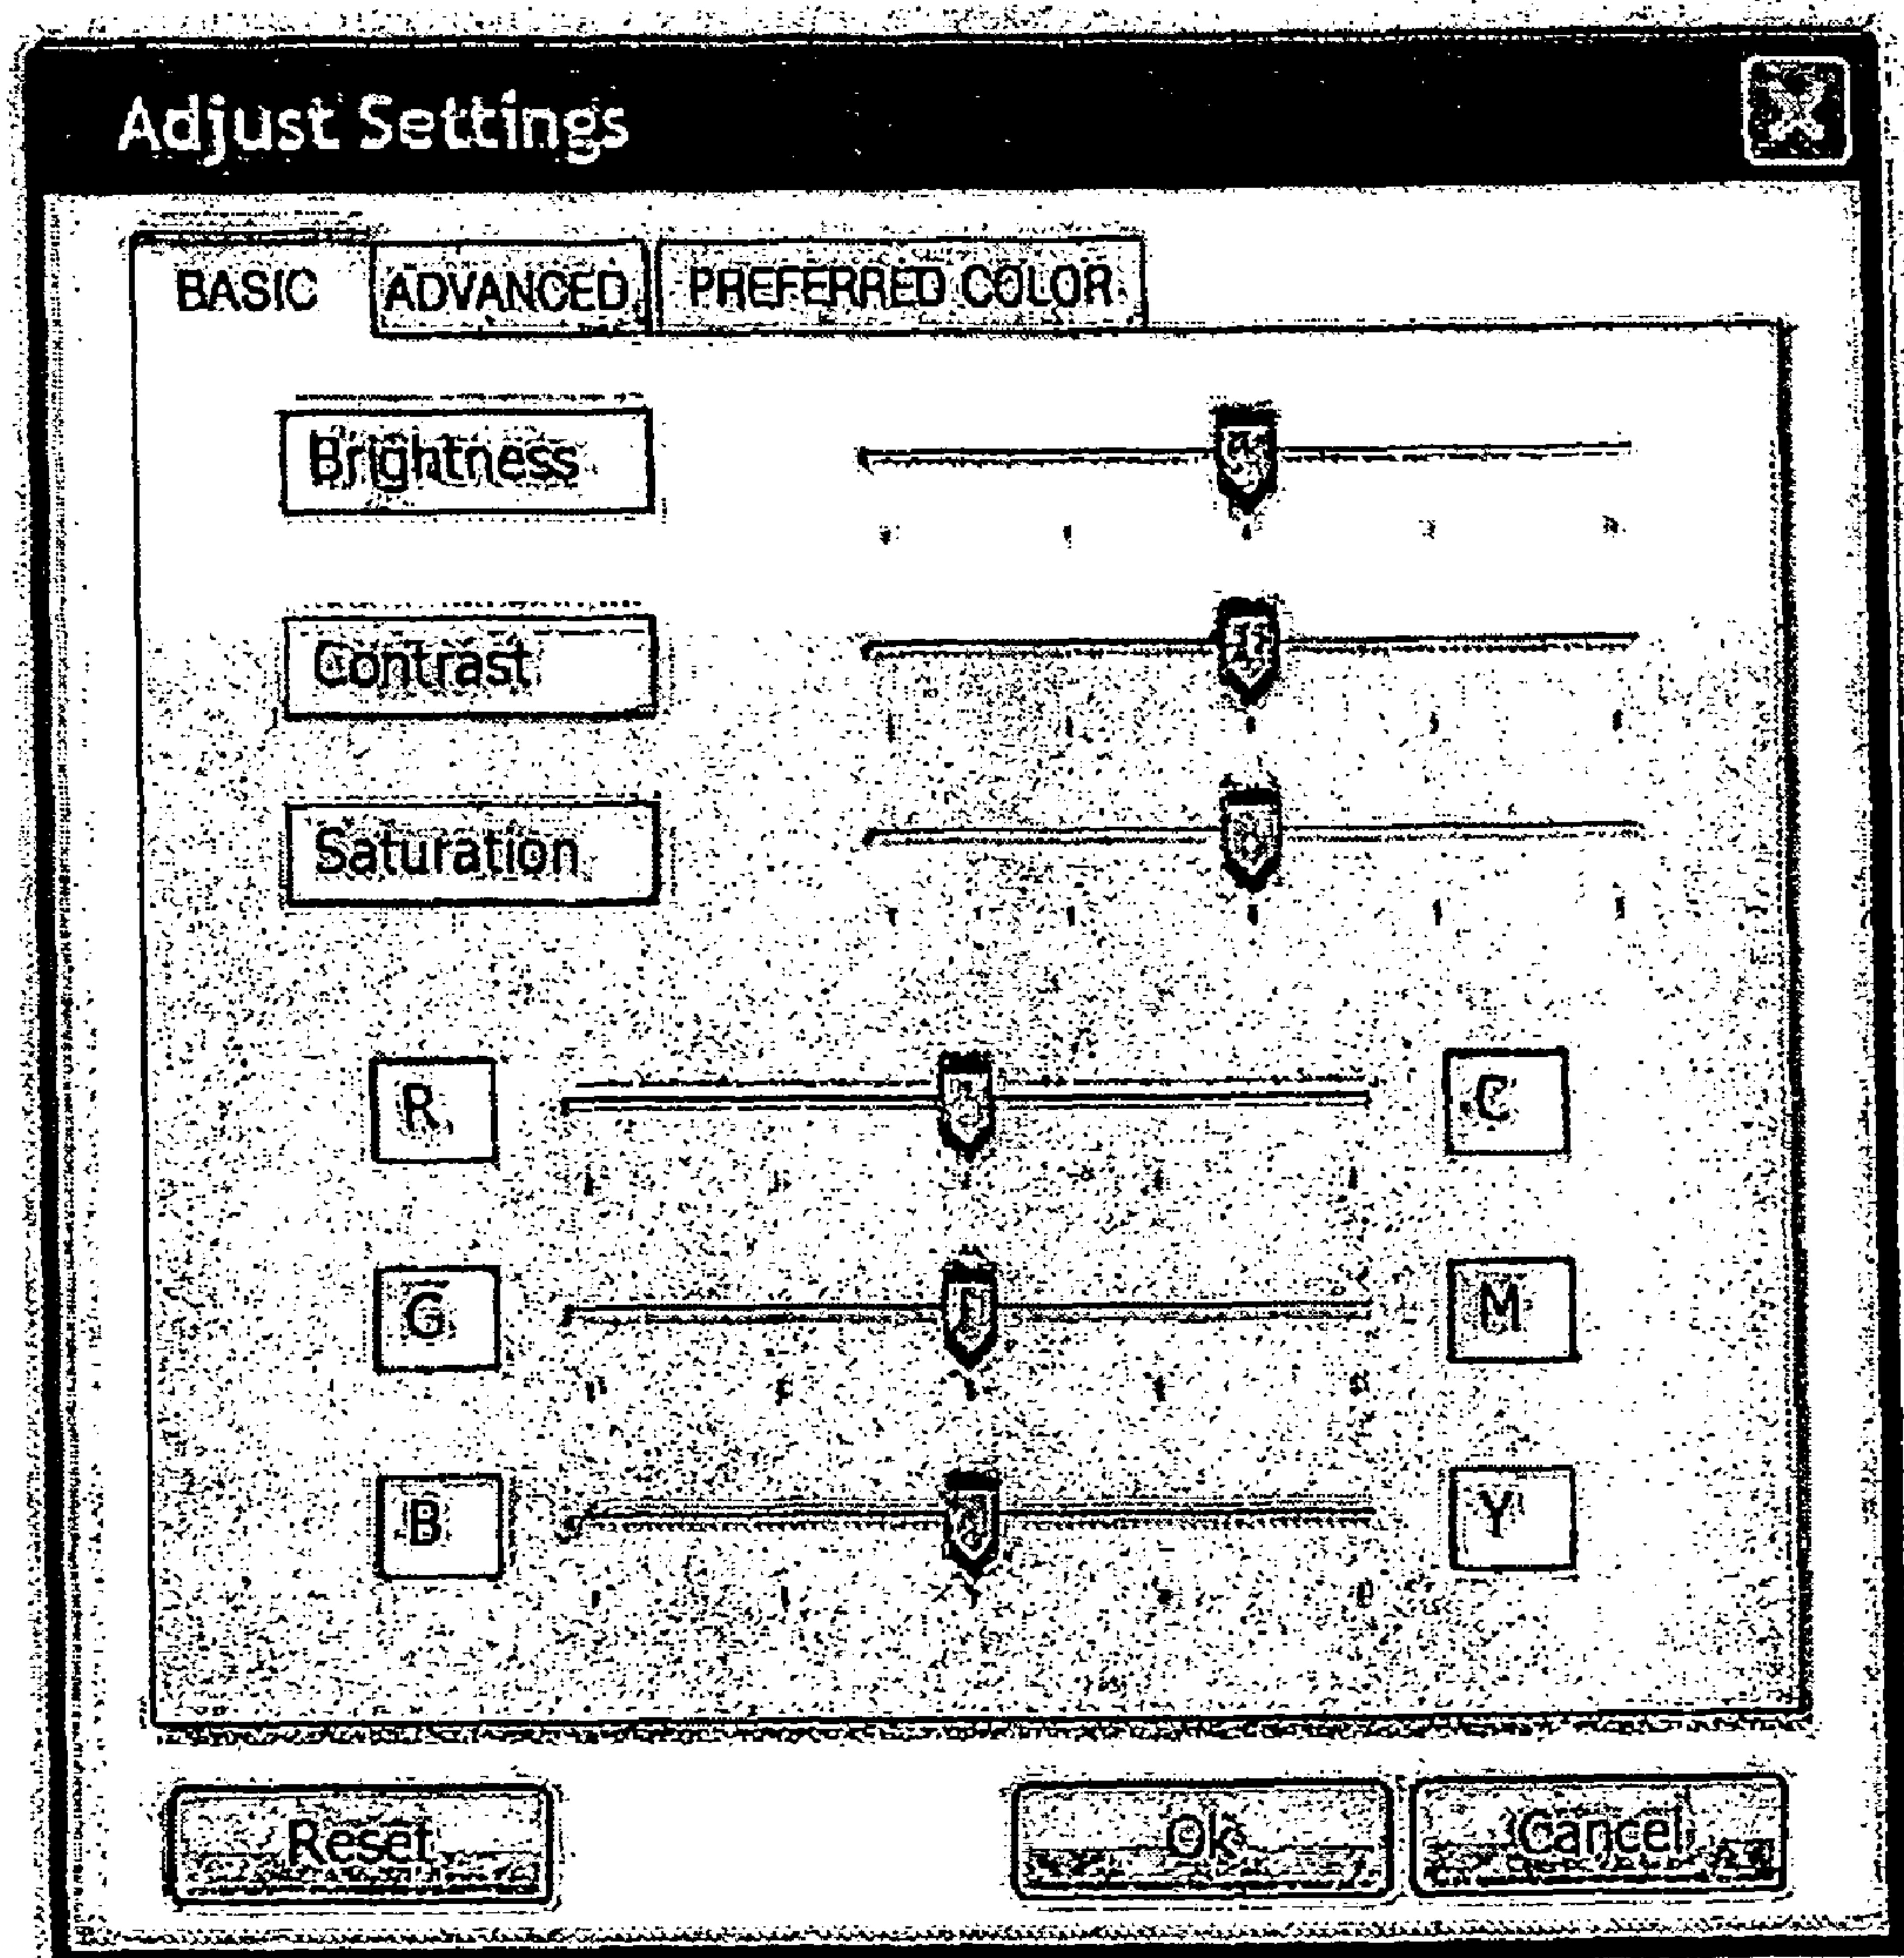 Adjust Settings
BASIC ADVANCED PREFERRED COLOR
Brightness
Contrast
Saturation
R C
G M
B Y
Reset Ok Cancel